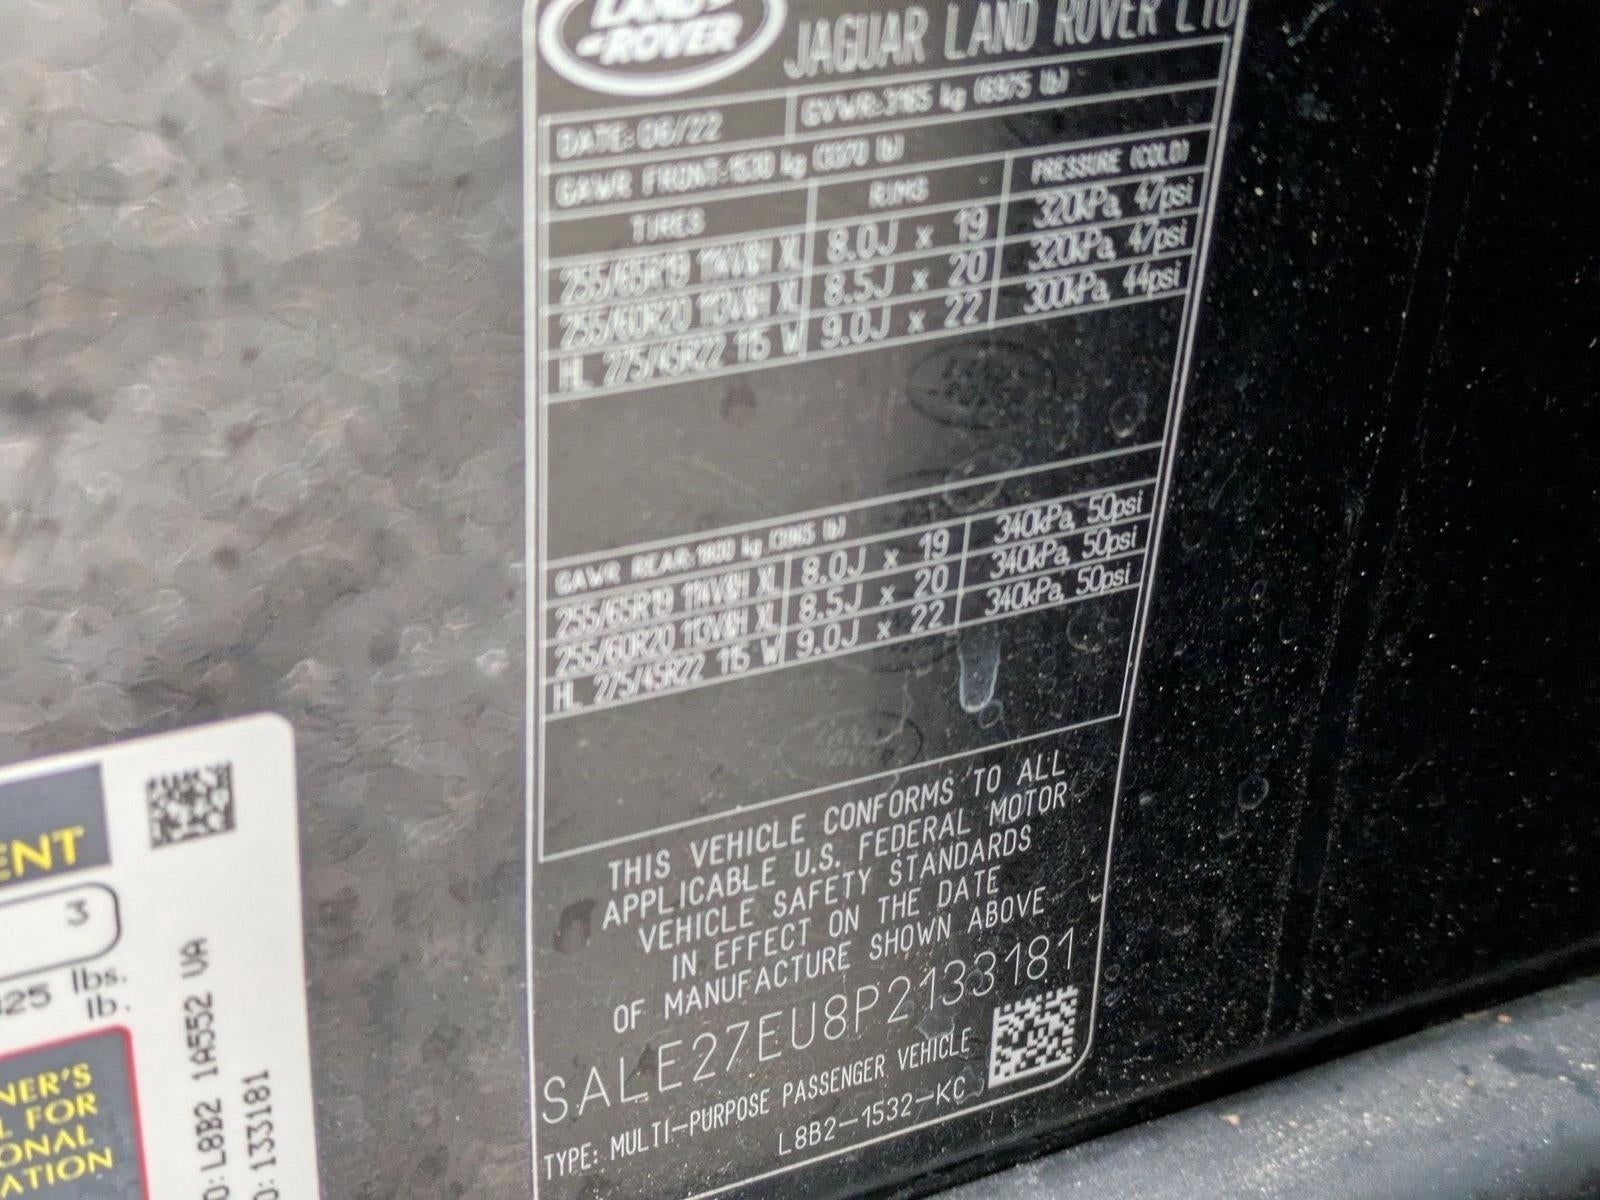 LAND ROVER
JAGUAR LAND ROVER LTD
DATE: 06/22
GVWR:3165 kg (6975 lb)
GAWR FRONT:1530 kg (3370 lb)
TIRES RIMS PRESSURE (COLD)
255/65R19 114V&H XL 8.0J x 19 320kPa, 47psi
255/60R20 113V&H XL 8.5J x 20 320kPa, 47psi
HL 275/45R22 115 W 9.0J x 22 300kPa, 44psi
GAWR REAR:1800 kg (3965 lb)
255/65R19 114V&H XL 8.0J x 19 340kPa, 50psi
255/60R20 113V&H XL 8.5J x 20 340kPa, 50psi
HL 275/45R22 115 W 9.0J x 22 340kPa, 50psi
THIS VEHICLE CONFORMS TO ALL
APPLICABLE U.S. FEDERAL MOTOR
VEHICLE SAFETY STANDARDS
IN EFFECT ON THE DATE
OF MANUFACTURE SHOWN ABOVE
SALE27EU8P2133181
TYPE: MULTI-PURPOSE PASSENGER VEHICLE
L8B2-1532-KC
ENT
3
025 lbs.
lb.
NER'S
L FOR
ONAL
ATION
L8B2 1A552 VA
133181